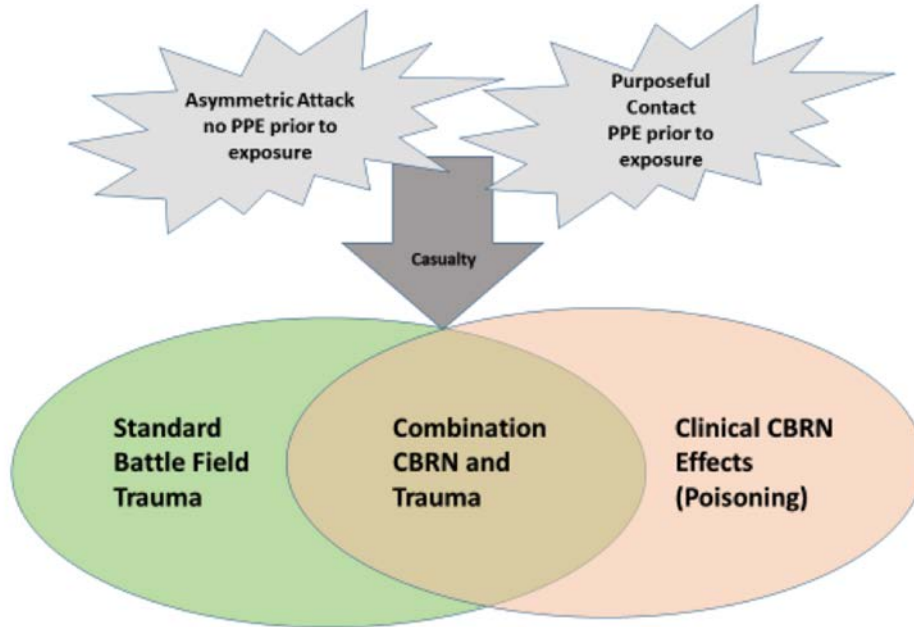 Asymmetric Attack
no PPE prior to
exposure
Purposeful
Contact
PPE prior to
exposure
Casualty
Standard
Battle Field
Trauma
Combination
CBRN and
Trauma
Clinical CBRN
Effects
(Poisoning)